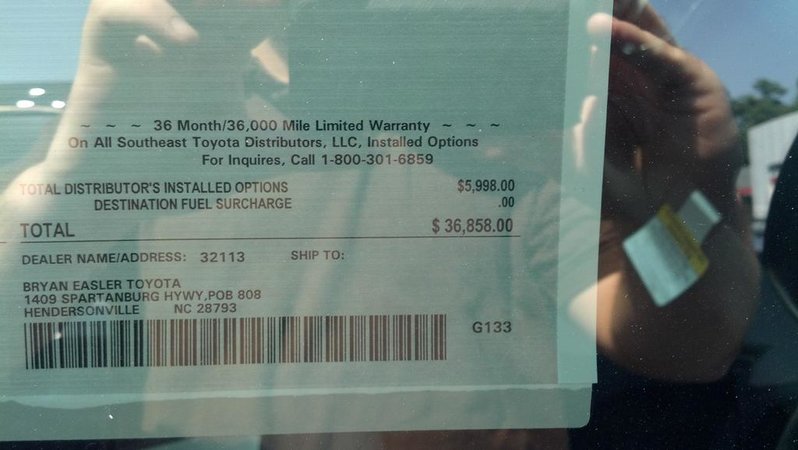 ~ ~ ~ 36 Month/36,000 Mile Limited Warranty ~ ~ ~
On All Southeast Toyota Distributors, LLC, Installed Options
For Inquires, Call 1-800-301-6859
TOTAL DISTRIBUTOR'S INSTALLED OPTIONS $5,998.00
DESTINATION FUEL SURCHARGE .00
TOTAL $ 36,858.00
DEALER NAME/ADDRESS: 32113 SHIP TO:
BRYAN EASLER TOYOTA
1409 SPARTANBURG HYWY,POB 808
HENDERSONVILLE NC 28793
G133